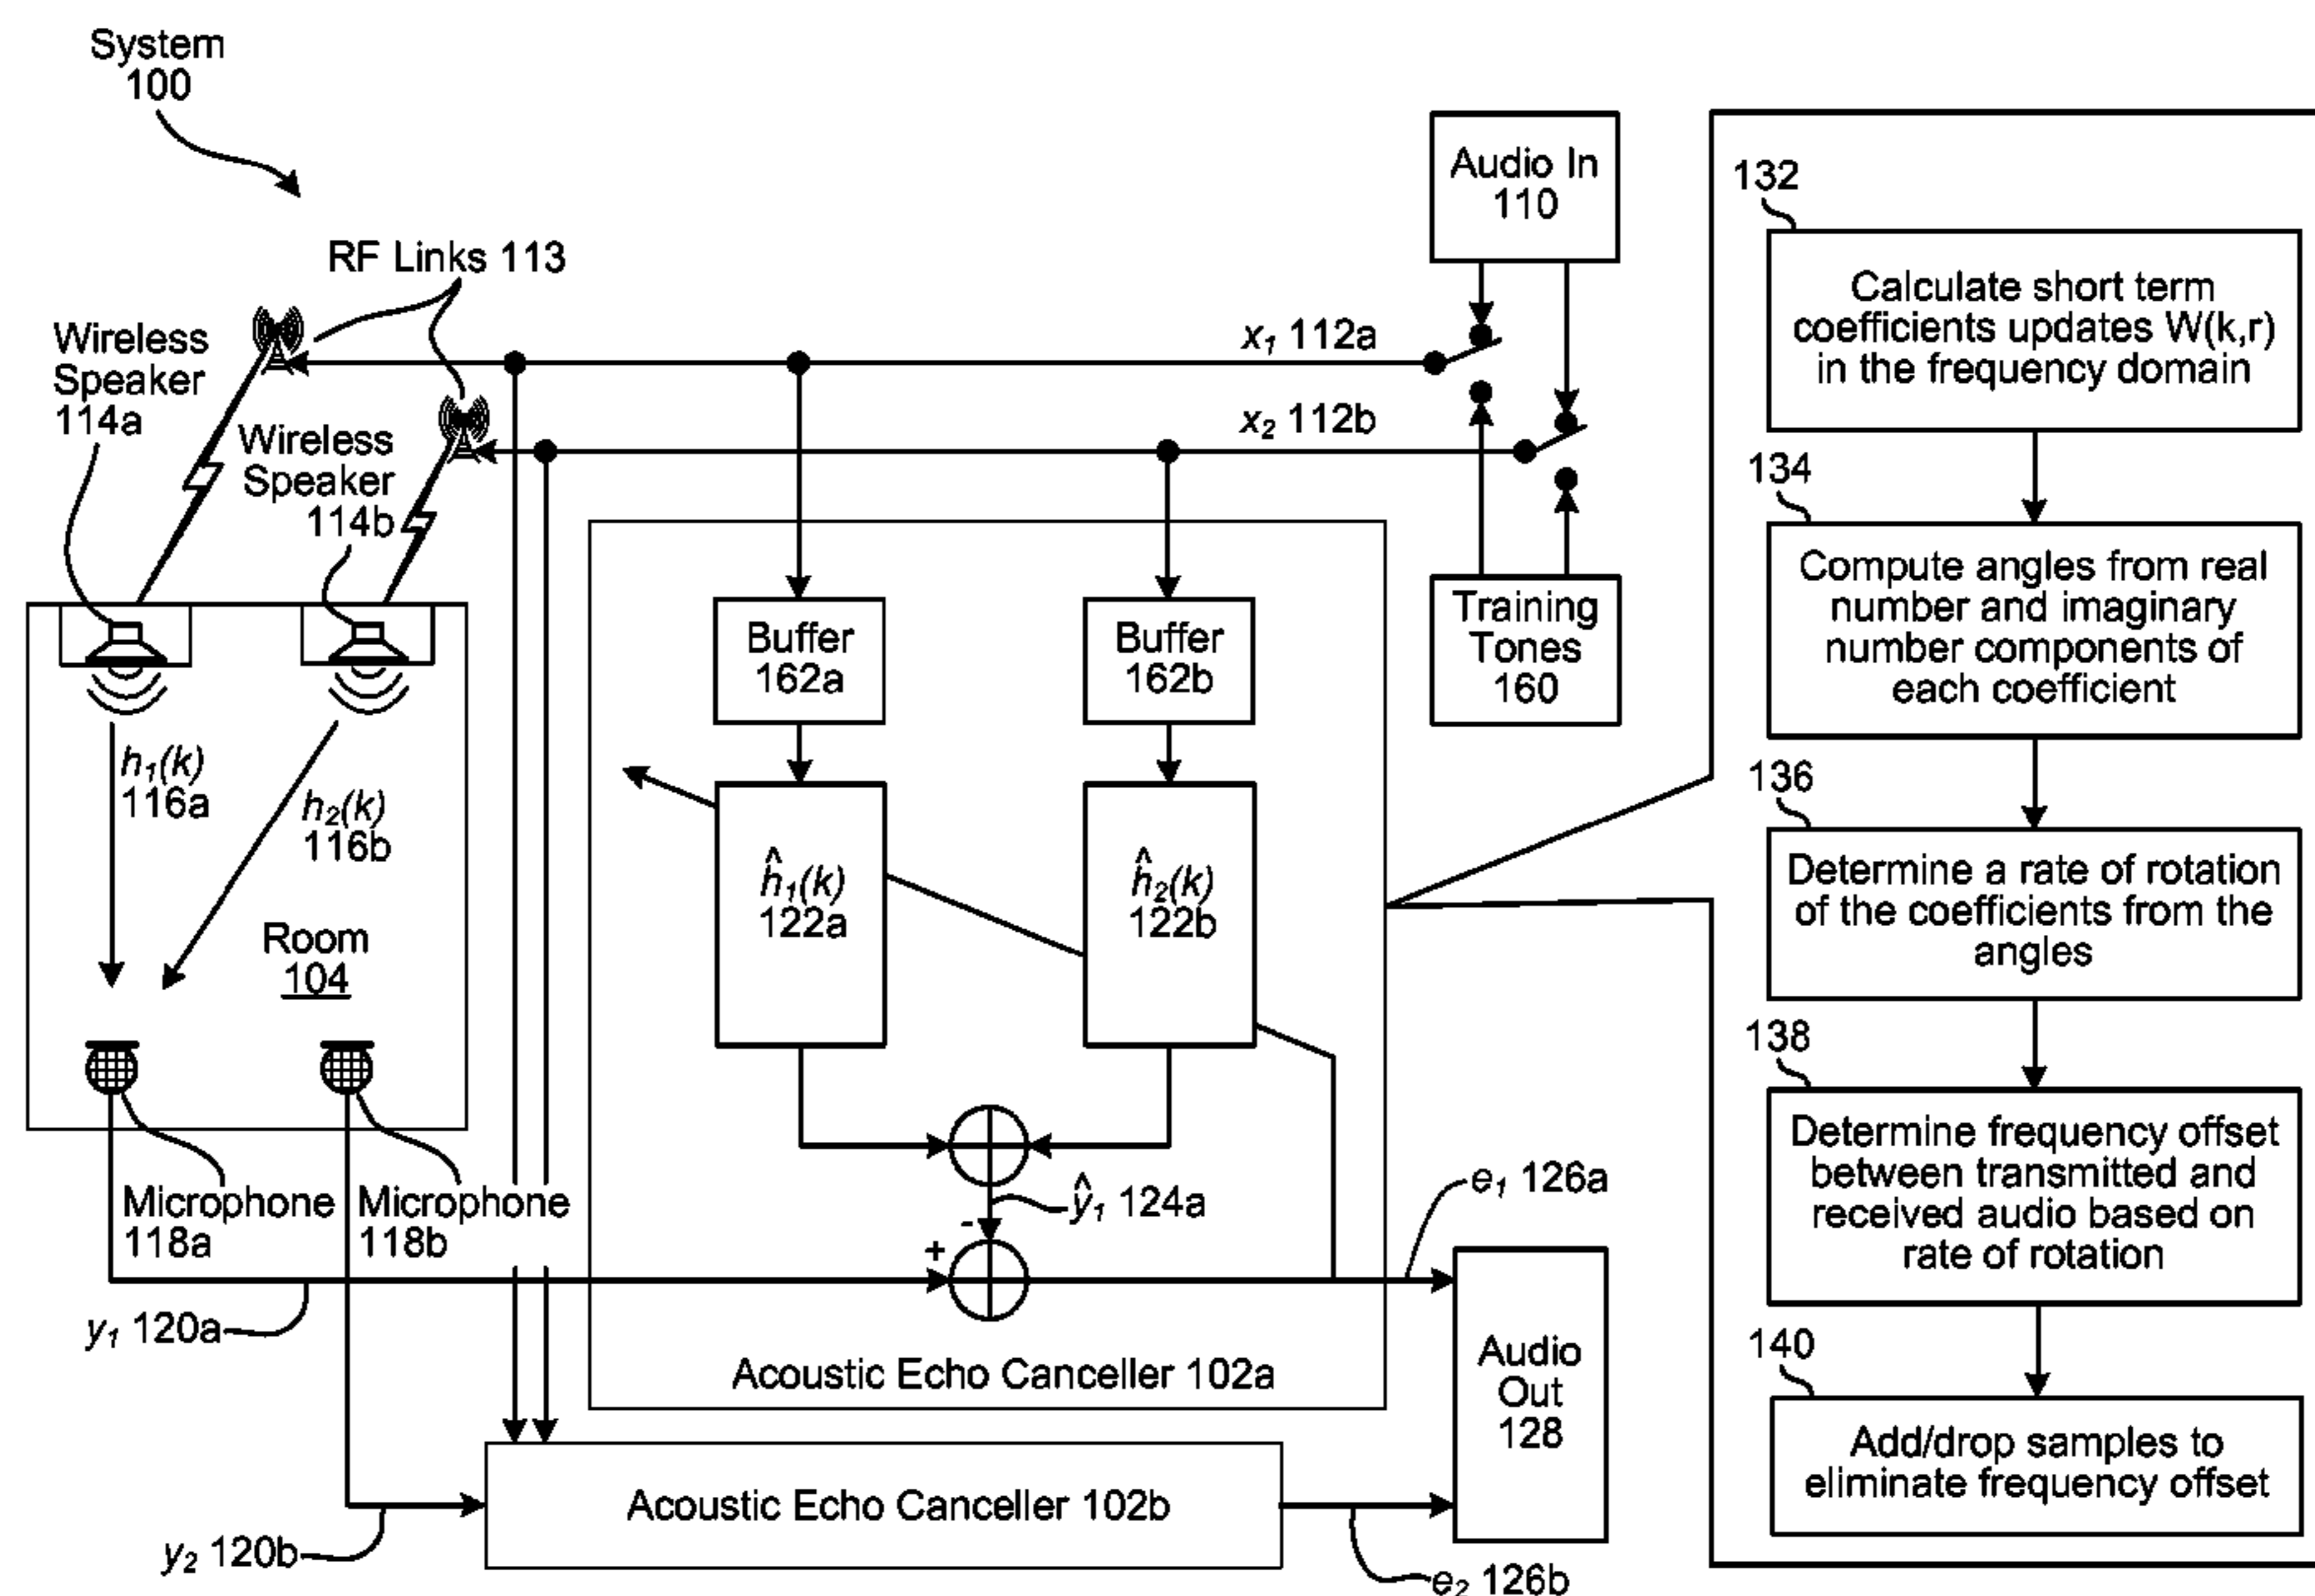 System
100
RF Links 113
Wireless
Speaker
114a
Wireless
Speaker
114b
x₁ 112a
x₂ 112b
Audio In
110
Training
Tones
160
Buffer
162a
Buffer
162b
h₁(k)
116a
h₂(k)
116b
Room
104
ĥ₁(k)
122a
ĥ₂(k)
122b
Microphone
118a
Microphone
118b
ŷ₁ 124a
-
+
e₁ 126a
y₁ 120a
Acoustic Echo Canceller 102a
Audio
Out
128
Acoustic Echo Canceller 102b
y₂ 120b
e₂ 126b
132
Calculate short term
coefficients updates W(k,r)
in the frequency domain
134
Compute angles from real
number and imaginary
number components of
each coefficient
136
Determine a rate of rotation
of the coefficients from the
angles
138
Determine frequency offset
between transmitted and
received audio based on
rate of rotation
140
Add/drop samples to
eliminate frequency offset